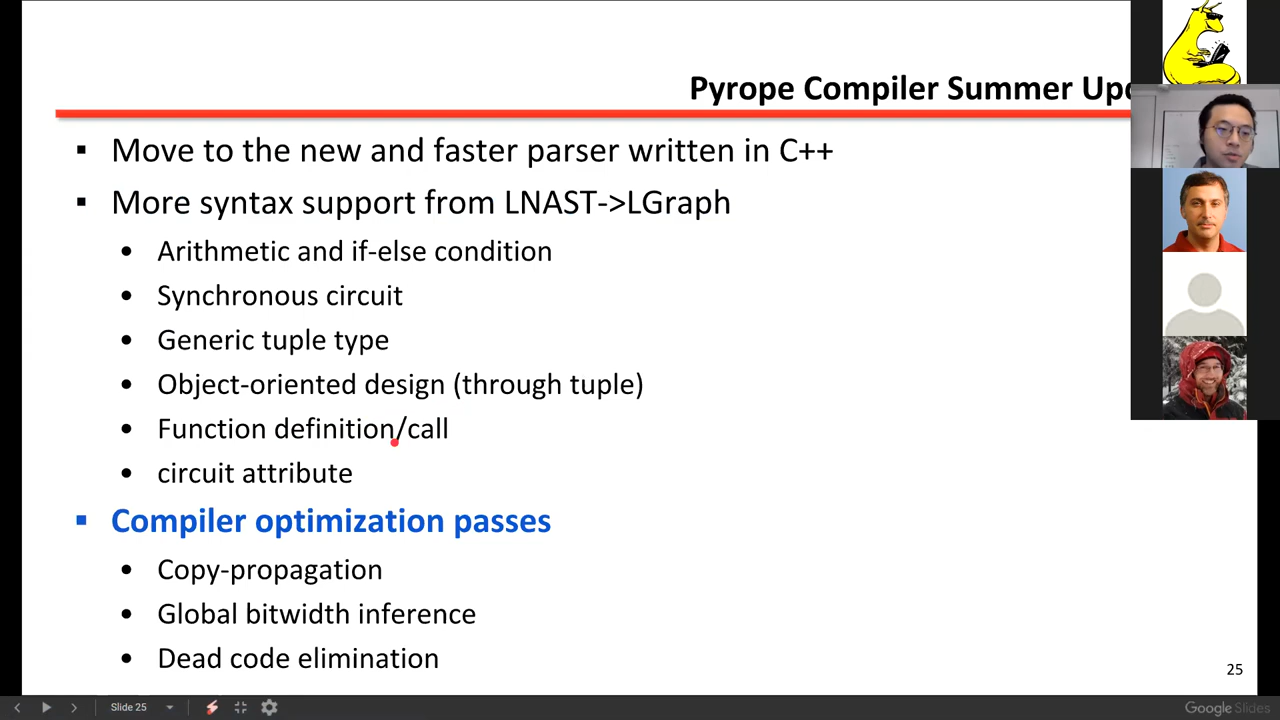 Pyrope Compiler Summer
Move to the new and faster parser written in C++
More syntax support from LNAST->LGraph
Arithmetic and if-else condition
Synchronous circuit
Generic tuple type
Object-oriented design (through tuple)
Function definition/call
circuit attribute
Compiler optimization passes
Copy-propagation
Global bitwidth inference
Dead code elimination
25
Slide 25
Google Slides